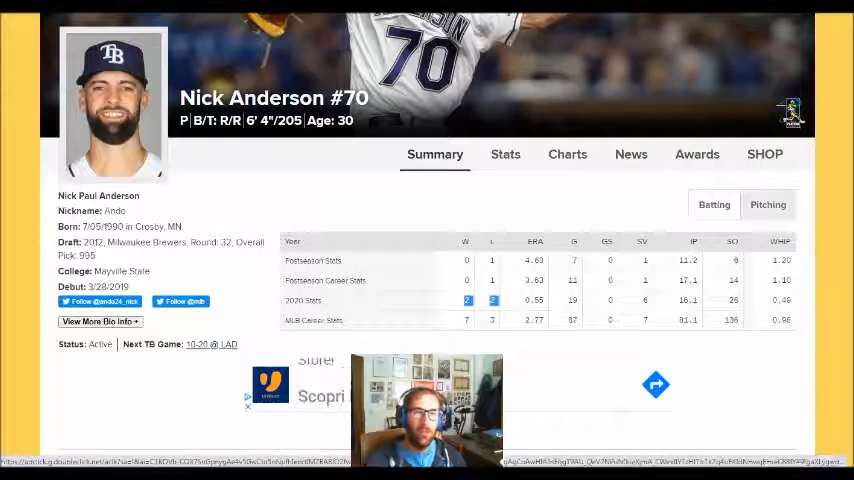 TB
ANDERSON
70
Nick Anderson #70
P | B/T: R/R | 6' 4"/205 | Age: 30
Summary Stats Charts News Awards SHOP
Nick Paul Anderson
Nickname: Ando
Born: 7/05/1990 in Crosby, MN
Draft: 2012, Milwaukee Brewers, Round: 32, Overall
Pick: 995
College: Mayville State
Debut: 3/28/2019
Follow @ando24_nick Follow @mlb
View More Bio Info +
Status: Active | Next TB Game: 10-20 @ LAD
Batting Pitching
Year W L ERA G GS SV IP SO WHIP
Postseason Stats 0 1 4.63 7 0 1 11.2 6 1.20
Postseason Career Stats 0 1 3.63 11 0 1 17.1 14 1.10
2020 Stats 2 2 0.55 19 0 6 16.1 26 0.49
MLB Career Stats 7 3 2.77 87 0 7 81.1 136 0.96
Scopri